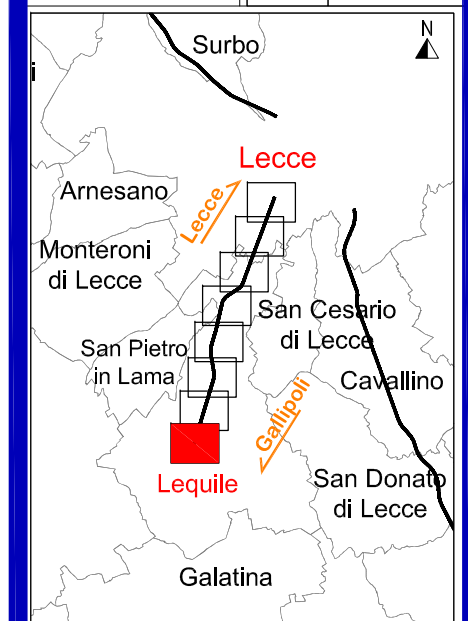 Surbo
N
i
Lecce
Arnesano
Lecce
Monteroni
di Lecce
San Cesario
di Lecce
San Pietro
in Lama
Cavallino
Gallipoli
Lequile
San Donato
di Lecce
Galatina